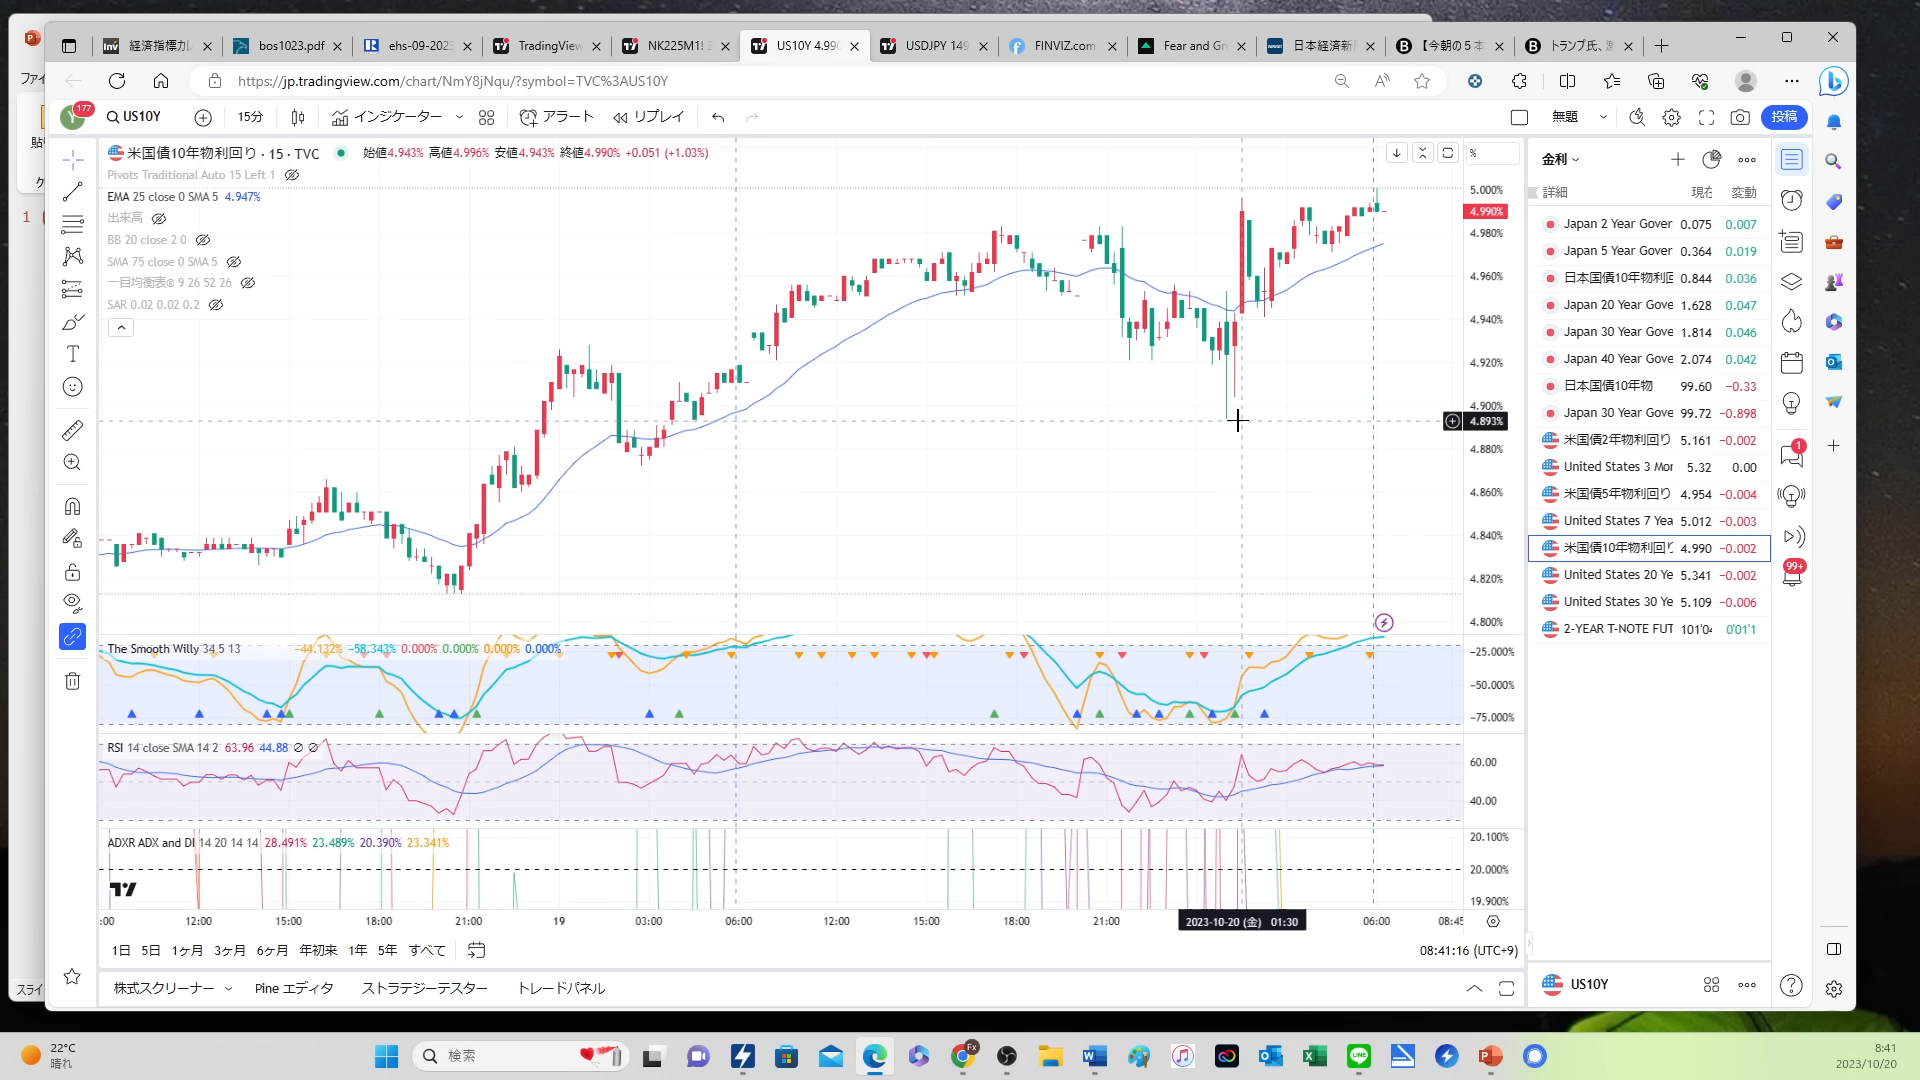 経済指標カレ
bos1023.pdf
ehs-09-2023
TradingView
NK225M1!
US10Y 4.990
USDJPY 149
FINVIZ.com
Fear and Gr
日本経済新
【今朝の5本
トランプ氏、
https://jp.tradingview.com/chart/NmY8jNqu/?symbol=TVC%3AUS10Y
177
US10Y
15分
インジケーター
アラート
リプレイ
無題
投稿
米国債10年物利回り · 15 · TVC
始値4.943% 高値4.996% 安値4.943% 終値4.990% +0.051 (+1.03%)
Pivots Traditional Auto 15 Left 1
EMA 25 close 0 SMA 5 4.947%
出来高
BB 20 close 2 0
SMA 75 close 0 SMA 5
一目均衡表® 9 26 52 26
SAR 0.02 0.02 0.2
%
5.000%
4.990%
4.980%
4.960%
4.940%
4.920%
4.900%
4.893%
4.880%
4.860%
4.840%
4.820%
4.800%
The Smooth Willy 34 5 13 −44.132% −58.343% 0.000% 0.000% 0.000% 0.000%
−25.000%
−50.000%
−75.000%
RSI 14 close SMA 14 2 63.96 44.88 ∅ ∅
60.00
40.00
ADXR ADX and DI 14 20 14 14 28.491% 23.489% 20.390% 23.341%
20.100%
20.000%
19.900%
:00 12:00 15:00 18:00 21:00 19 03:00 06:00 12:00 15:00 18:00 21:00 2023-10-20 (金) 01:30 06:00 08:45
1日 5日 1ヶ月 3ヶ月 6ヶ月 年初来 1年 5年 すべて
08:41:16 (UTC+9)
株式スクリーナー
Pine エディタ
ストラテジーテスター
トレードパネル
金利
詳細 現在 変動
Japan 2 Year Gover 0.075 0.007
Japan 5 Year Gover 0.364 0.019
日本国債10年物利回 0.844 0.036
Japan 20 Year Gove 1.628 0.047
Japan 30 Year Gove 1.814 0.046
Japan 40 Year Gove 2.074 0.042
日本国債10年物 99.60 −0.33
Japan 30 Year Gove 99.72 −0.898
米国債2年物利回り 5.161 −0.002
United States 3 Mor 5.32 0.00
米国債5年物利回り 4.954 −0.004
United States 7 Yea 5.012 −0.003
米国債10年物利回り 4.990 −0.002
United States 20 Ye 5.341 −0.002
United States 30 Ye 5.109 −0.006
2-YEAR T-NOTE FUT 101'04 0'01'1
US10Y
1
99+
ファイ
貼り
ク
1
スライ
22°C
晴れ
検索
8:41
2023/10/20